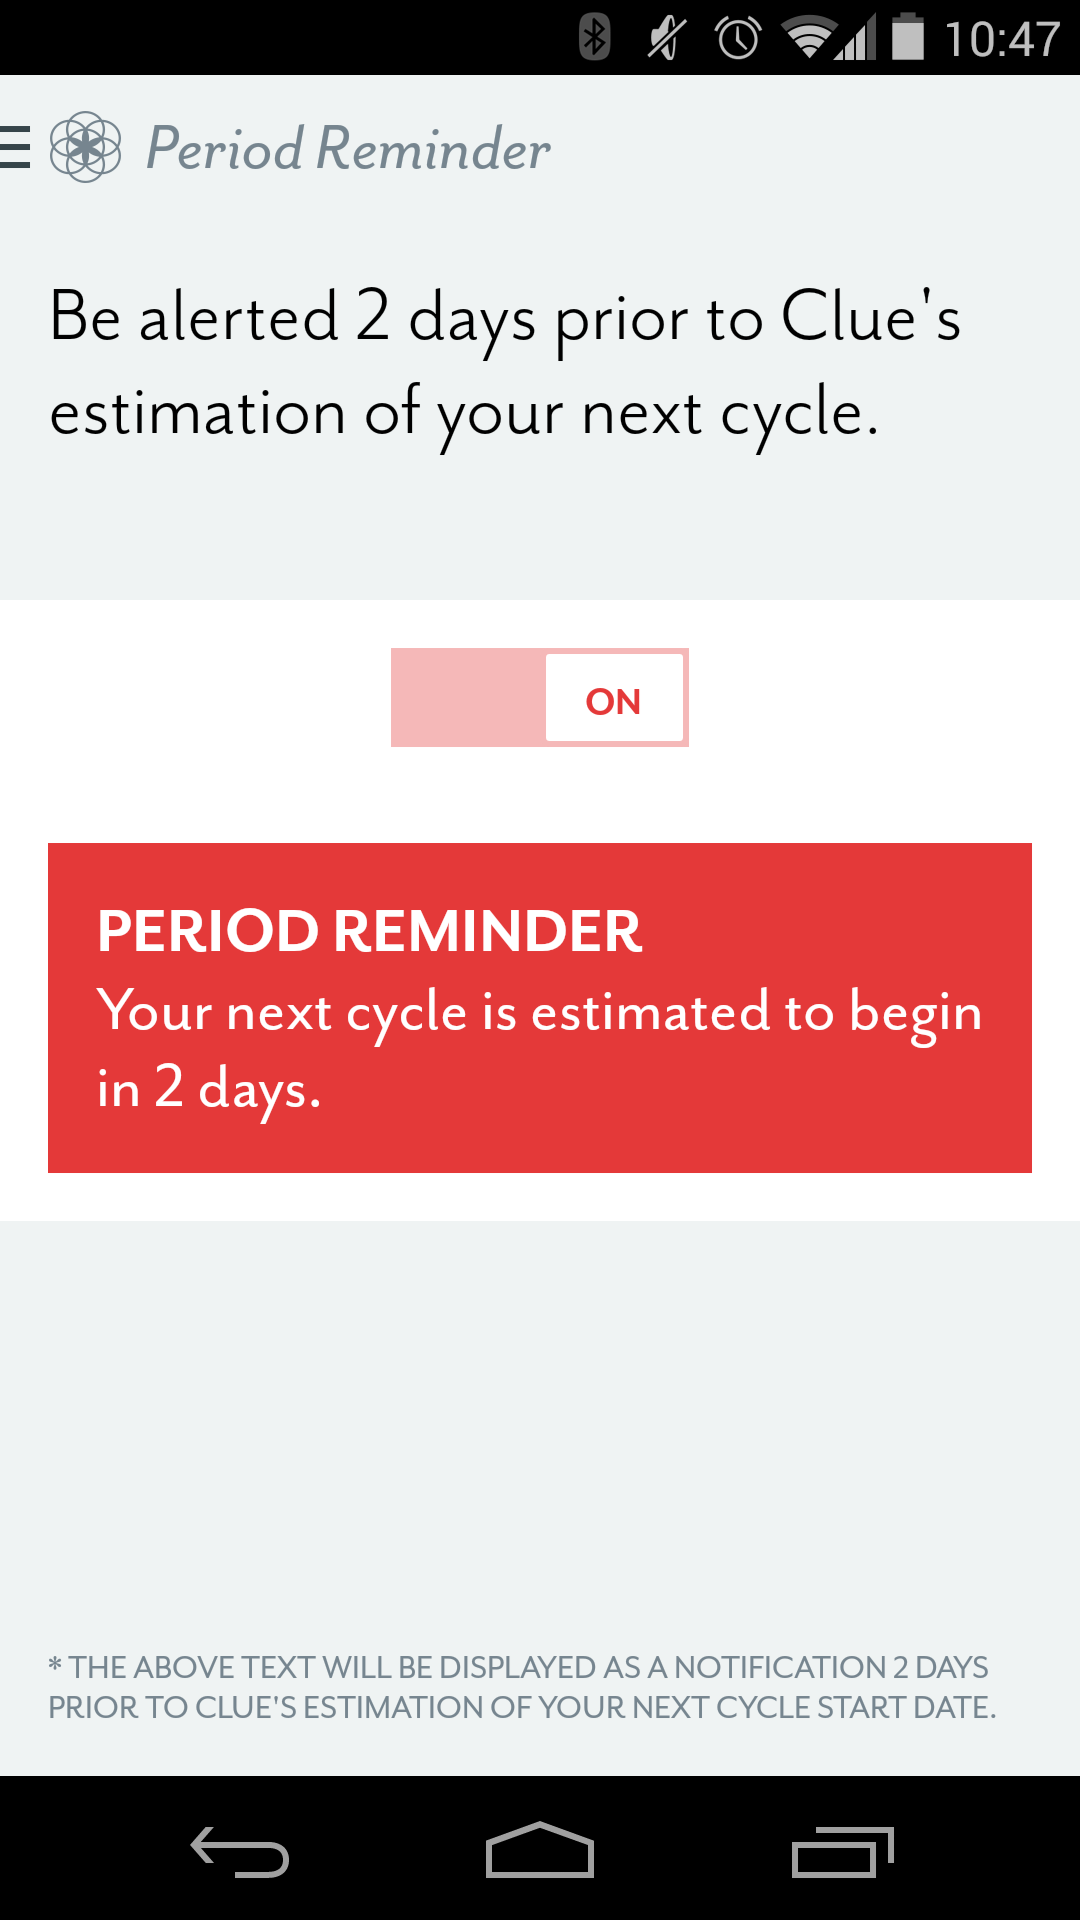 10:47
Period Reminder
Be alerted 2 days prior to Clue's
estimation of your next cycle.
ON
PERIOD REMINDER
Your next cycle is estimated to begin
in 2 days.
* THE ABOVE TEXT WILL BE DISPLAYED AS A NOTIFICATION 2 DAYS
PRIOR TO CLUE'S ESTIMATION OF YOUR NEXT CYCLE START DATE.